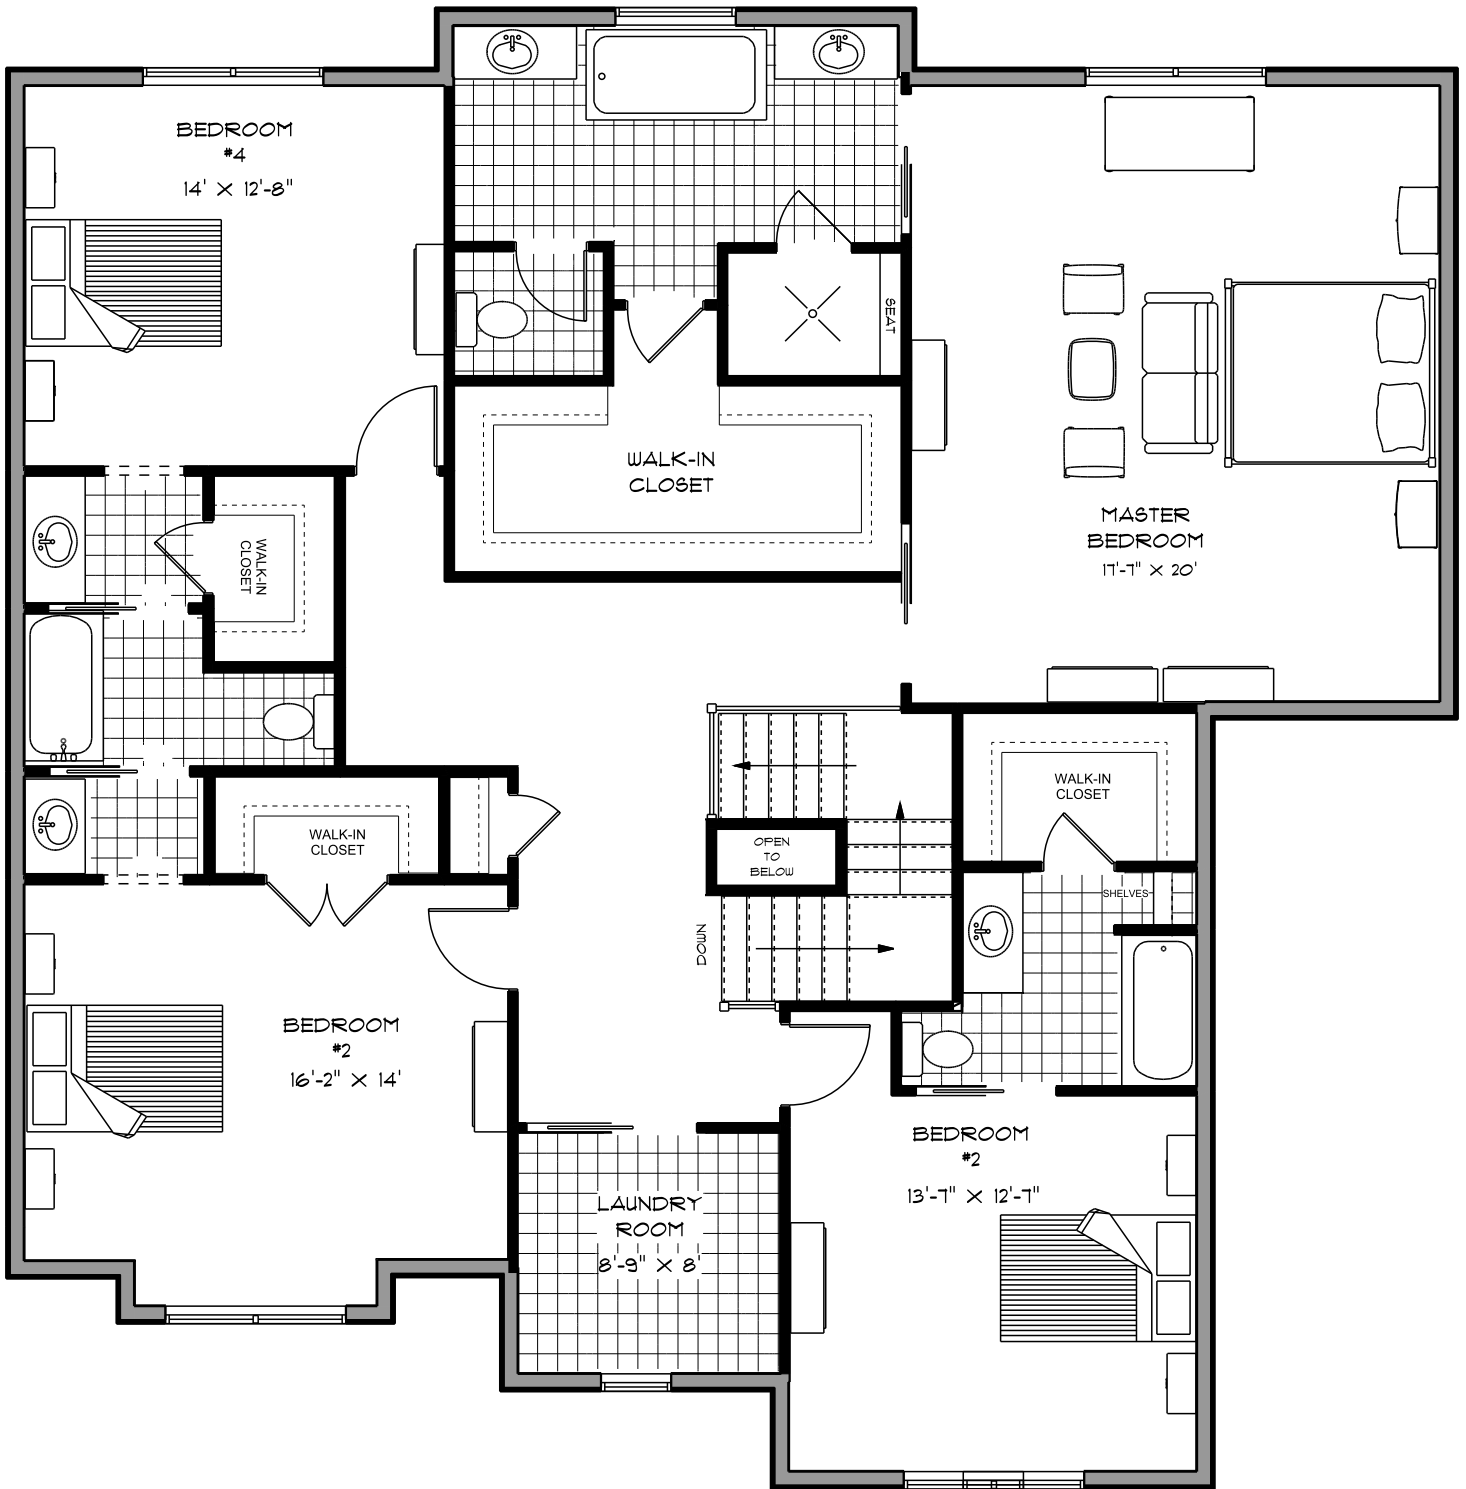 BEDROOM
#4
14' X 12'-8"
SEAT
WALK-IN
CLOSET
MASTER
BEDROOM
17'-7" X 20'
WALK-IN
CLOSET
WALK-IN
CLOSET
WALK-IN
CLOSET
OPEN
TO
BELOW
SHELVES
DOWN
BEDROOM
#2
16'-2" X 14'
BEDROOM
#2
13'-7" X 12'-7"
LAUNDRY
ROOM
8'-9" X 8'